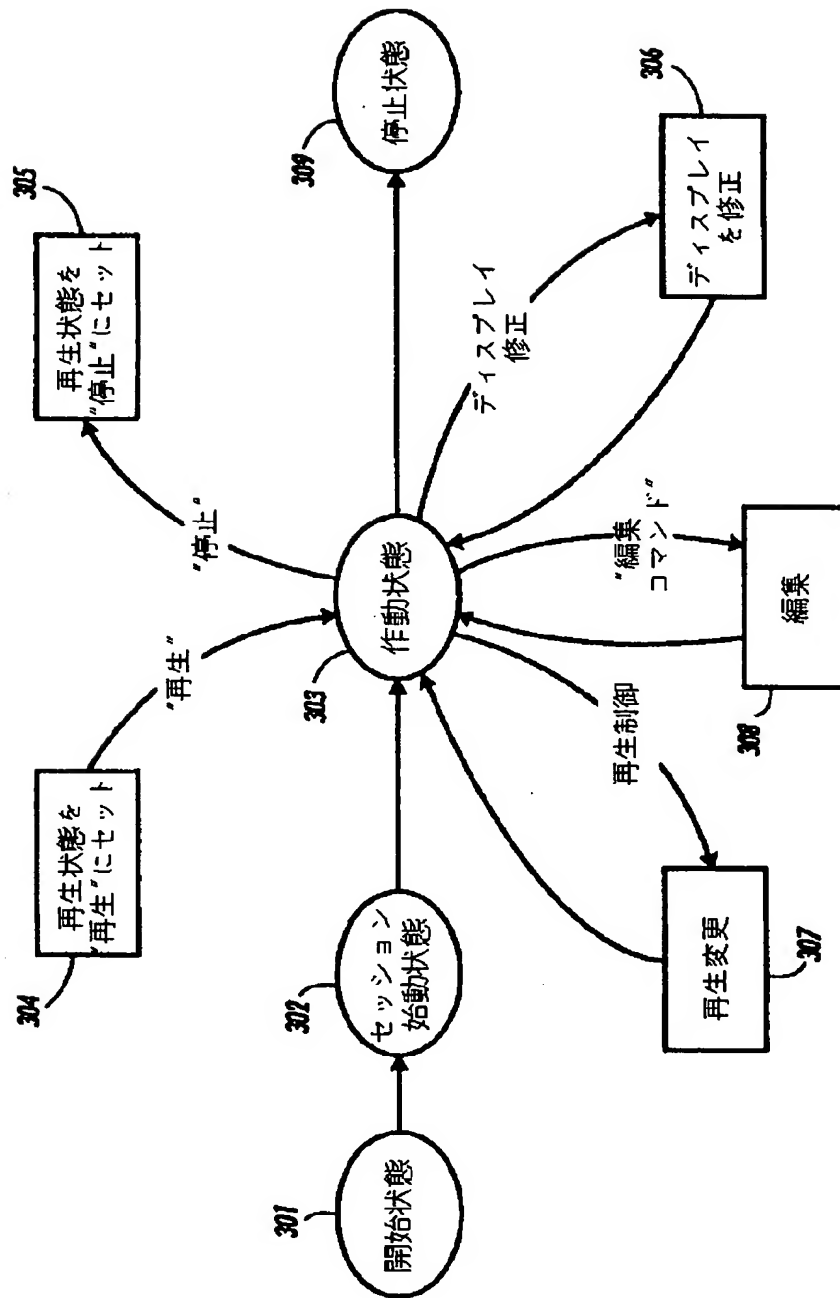 304
再生状態を
"再生"にセット
305
再生状態を
"停止"にセット
"再生"
"停止"
301
開始状態
302
セッション
始動状態
303
作動状態
309
停止状態
再生制御
"編集
コマンド"
ディスプレイ
修正
307
再生変更
308
編集
306
ディスプレイ
を修正